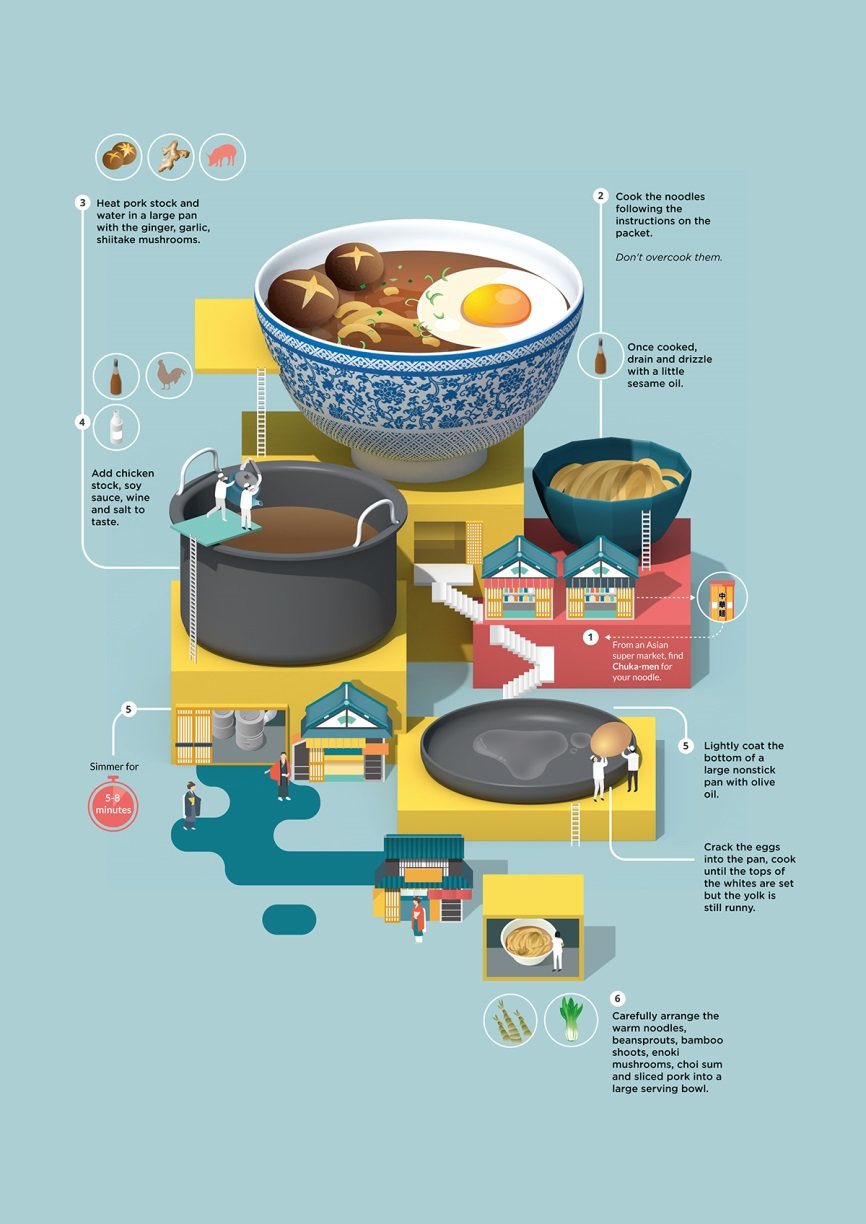 3
Heat pork stock and
water in a large pan
with the ginger, garlic,
shiitake mushrooms.
2
Cook the noodles
following the
instructions on the
packet.
Don't overcook them.
Once cooked,
drain and drizzle
with a little
sesame oil.
4
Add chicken
stock, soy
sauce, wine
and salt to
taste.
中華麺
1
From an Asian
super market, find
Chuka-men for
your noodle.
5
Simmer for
5-8
minutes
5
Lightly coat the
bottom of a
large nonstick
pan with olive
oil.
Crack the eggs
into the pan, cook
until the tops of
the whites are set
but the yolk is
still runny.
6
Carefully arrange the
warm noodles,
beansprouts, bamboo
shoots, enoki
mushrooms, choi sum
and sliced pork into a
large serving bowl.